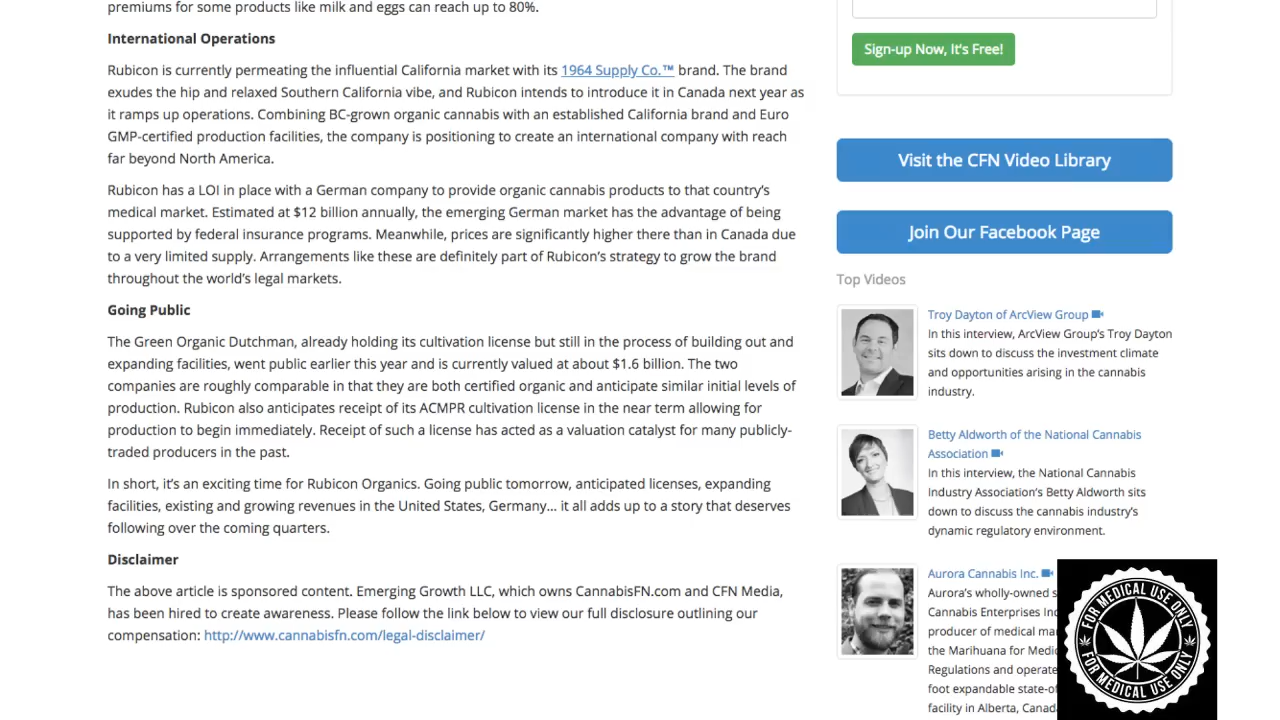 premiums for some products like milk and eggs can reach up to 80%.
International Operations
Rubicon is currently permeating the influential California market with its 1964 Supply Co.™ brand. The brand
exudes the hip and relaxed Southern California vibe, and Rubicon intends to introduce it in Canada next year as
it ramps up operations. Combining BC-grown organic cannabis with an established California brand and Euro
GMP-certified production facilities, the company is positioning to create an international company with reach
far beyond North America.
Rubicon has a LOI in place with a German company to provide organic cannabis products to that country's
medical market. Estimated at $12 billion annually, the emerging German market has the advantage of being
supported by federal insurance programs. Meanwhile, prices are significantly higher there than in Canada due
to a very limited supply. Arrangements like these are definitely part of Rubicon's strategy to grow the brand
throughout the world's legal markets.
Going Public
The Green Organic Dutchman, already holding its cultivation license but still in the process of building out and
expanding facilities, went public earlier this year and is currently valued at about $1.6 billion. The two
companies are roughly comparable in that they are both certified organic and anticipate similar initial levels of
production. Rubicon also anticipates receipt of its ACMPR cultivation license in the near term allowing for
production to begin immediately. Receipt of such a license has acted as a valuation catalyst for many publicly-
traded producers in the past.
In short, it's an exciting time for Rubicon Organics. Going public tomorrow, anticipated licenses, expanding
facilities, existing and growing revenues in the United States, Germany... it all adds up to a story that deserves
following over the coming quarters.
Disclaimer
The above article is sponsored content. Emerging Growth LLC, which owns CannabisFN.com and CFN Media,
has been hired to create awareness. Please follow the link below to view our full disclosure outlining our
compensation: http://www.cannabisfn.com/legal-disclaimer/
Sign-up Now, It's Free!
Visit the CFN Video Library
Join Our Facebook Page
Top Videos
Troy Dayton of ArcView Group
In this interview, ArcView Group's Troy Dayton
sits down to discuss the investment climate
and opportunities arising in the cannabis
industry.
Betty Aldworth of the National Cannabis
Association
In this interview, the National Cannabis
Industry Association's Betty Aldworth sits
down to discuss the cannabis industry's
dynamic regulatory environment.
Aurora Cannabis Inc.
Aurora's wholly-owned s
Cannabis Enterprises Inc
producer of medical ma
the Marihuana for Medic
Regulations and operate
foot expandable state-of
facility in Alberta, Canada
FOR MEDICAL USE ONLY
FOR MEDICAL USE ONLY